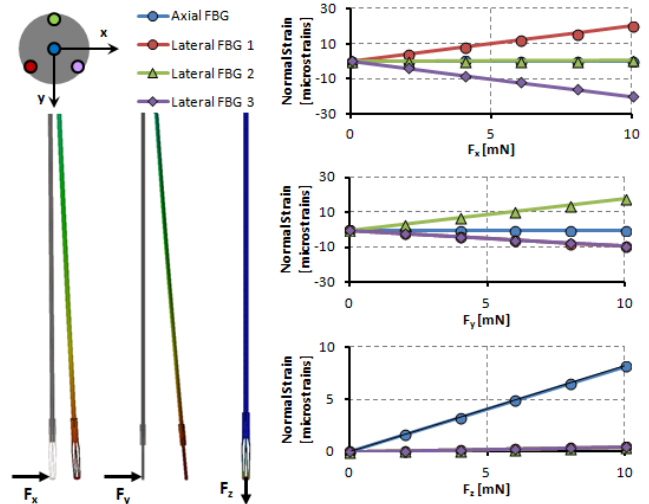 x
y
Axial FBG
Lateral FBG 1
Lateral FBG 2
Lateral FBG 3
Fx
Fy
Fz
Normal Strain
[microstrains]
30
10
-10
-30
0
5
10
Fx [mN]
Normal Strain
[microstrains]
30
10
-10
-30
0
5
10
Fy [mN]
Normal Strain
[microstrains]
10
5
0
0
5
10
Fz [mN]